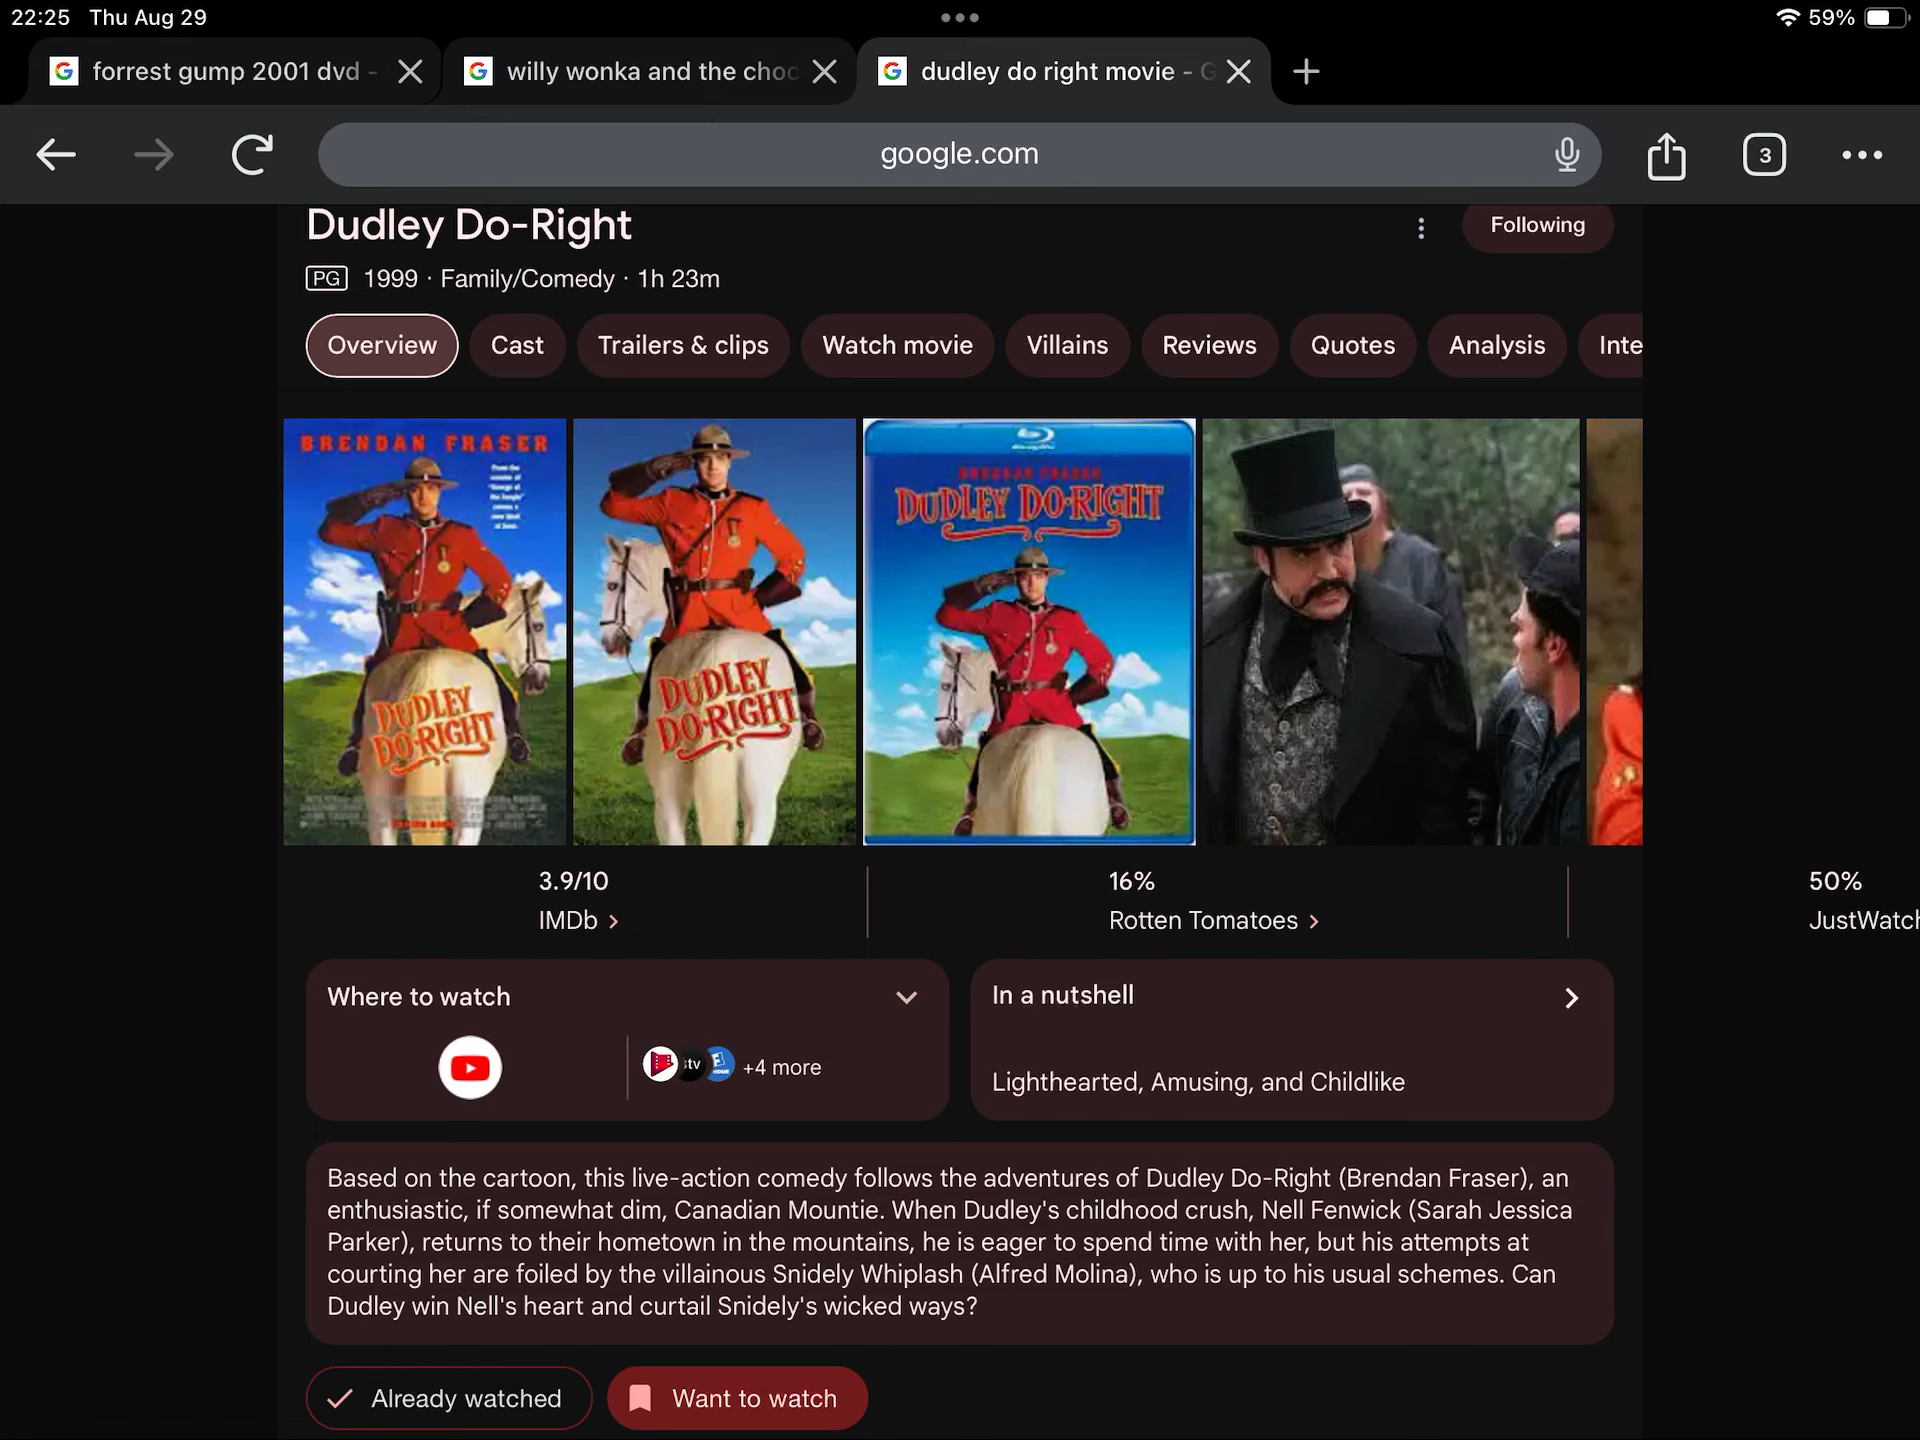 22:25 Thu Aug 29
59%
forrest gump 2001 dvd -
willy wonka and the choc
dudley do right movie - G
google.com
3
Dudley Do-Right
Following
PG 1999 · Family/Comedy · 1h 23m
Overview
Cast
Trailers & clips
Watch movie
Villains
Reviews
Quotes
Analysis
Inte
BRENDAN FRASER
DUDLEY
DO-RIGHT
DUDLEY
DO-RIGHT
BRENDAN FRASER
DUDLEY DO-RIGHT
3.9/10
IMDb
16%
Rotten Tomatoes
50%
JustWatch
Where to watch
tv
HOME
+4 more
In a nutshell
Lighthearted, Amusing, and Childlike
Based on the cartoon, this live-action comedy follows the adventures of Dudley Do-Right (Brendan Fraser), an
enthusiastic, if somewhat dim, Canadian Mountie. When Dudley's childhood crush, Nell Fenwick (Sarah Jessica
Parker), returns to their hometown in the mountains, he is eager to spend time with her, but his attempts at
courting her are foiled by the villainous Snidely Whiplash (Alfred Molina), who is up to his usual schemes. Can
Dudley win Nell's heart and curtail Snidely's wicked ways?
Already watched
Want to watch